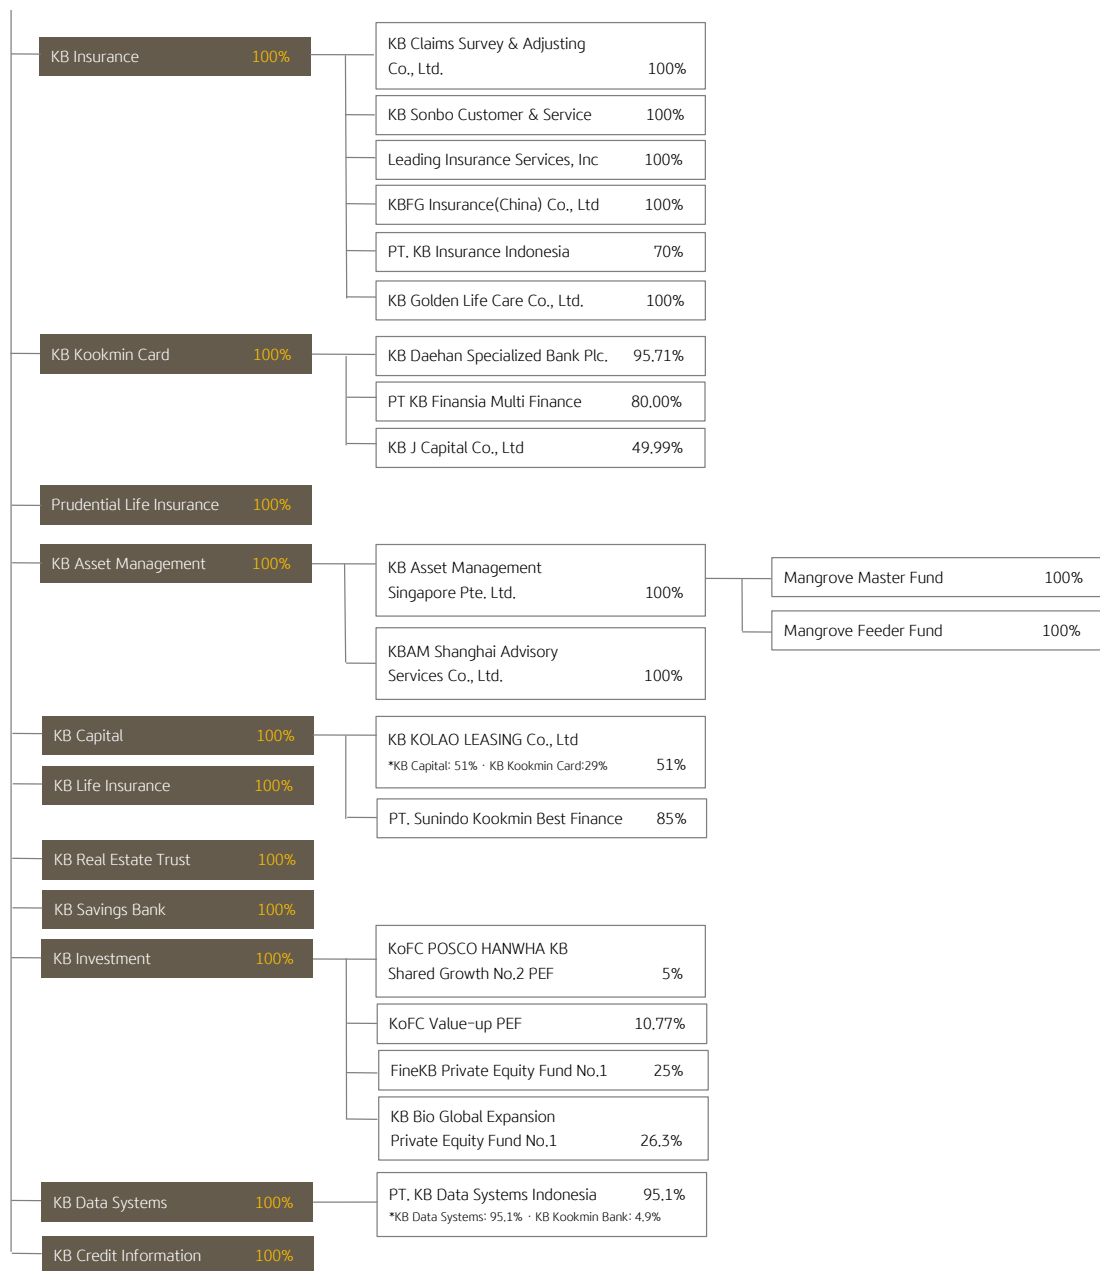 KB Insurance 100%
KB Claims Survey & Adjusting
Co., Ltd. 100%
KB Sonbo Customer & Service 100%
Leading Insurance Services, Inc 100%
KBFG Insurance(China) Co., Ltd 100%
PT. KB Insurance Indonesia 70%
KB Golden Life Care Co., Ltd. 100%
KB Kookmin Card 100%
KB Daehan Specialized Bank Plc. 95.71%
PT KB Finansia Multi Finance 80.00%
KB J Capital Co., Ltd 49.99%
Prudential Life Insurance 100%
KB Asset Management 100%
KB Asset Management
Singapore Pte. Ltd. 100%
Mangrove Master Fund 100%
Mangrove Feeder Fund 100%
KBAM Shanghai Advisory
Services Co., Ltd. 100%
KB Capital 100%
KB KOLAO LEASING Co., Ltd
*KB Capital: 51% · KB Kookmin Card:29% 51%
KB Life Insurance 100%
PT. Sunindo Kookmin Best Finance 85%
KB Real Estate Trust 100%
KB Savings Bank 100%
KB Investment 100%
KoFC POSCO HANWHA KB
Shared Growth No.2 PEF 5%
KoFC Value-up PEF 10.77%
FineKB Private Equity Fund No.1 25%
KB Bio Global Expansion
Private Equity Fund No.1 26.3%
KB Data Systems 100%
PT. KB Data Systems Indonesia 95.1%
*KB Data Systems: 95.1% · KB Kookmin Bank: 4.9%
KB Credit Information 100%